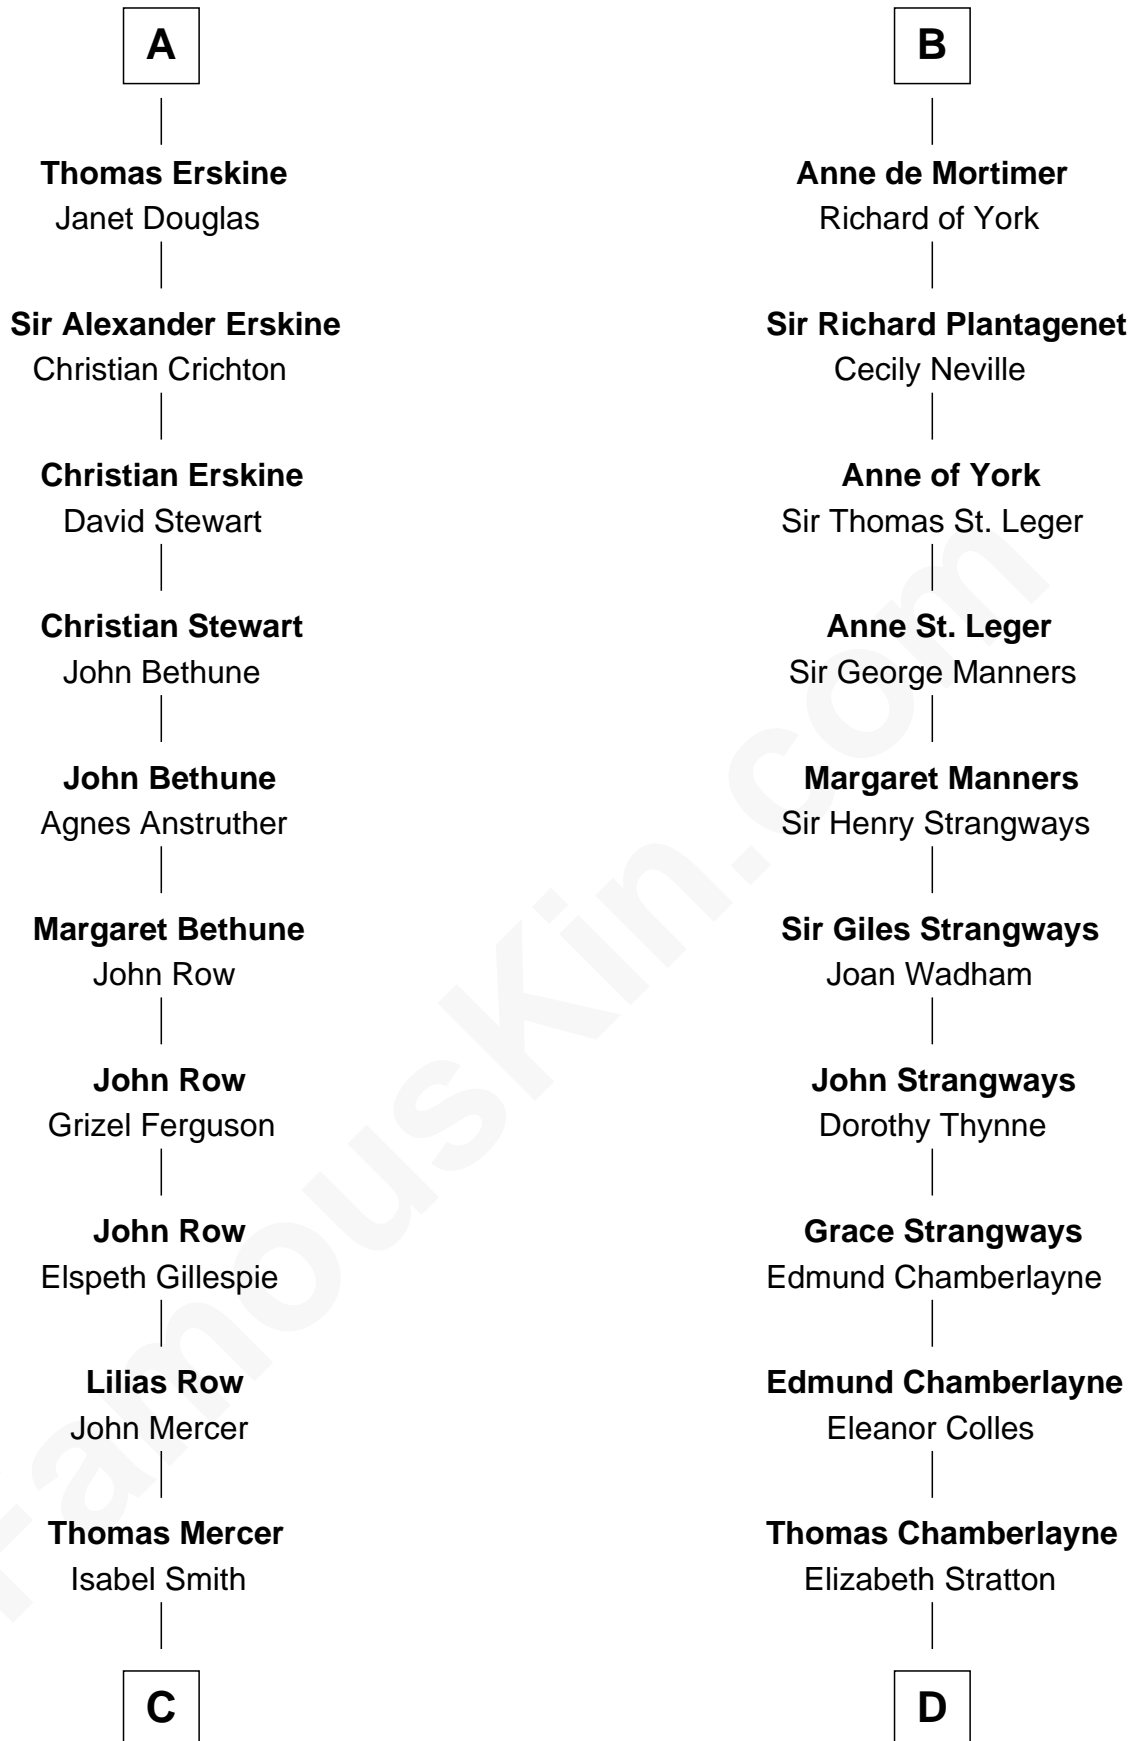 A
Thomas Erskine
Janet Douglas
Sir Alexander Erskine
Christian Crichton
Christian Erskine
David Stewart
Christian Stewart
John Bethune
John Bethune
Agnes Anstruther
Margaret Bethune
John Row
John Row
Grizel Ferguson
John Row
Elspeth Gillespie
Lilias Row
John Mercer
Thomas Mercer
Isabel Smith
C
B
Anne de Mortimer
Richard of York
Sir Richard Plantagenet
Cecily Neville
Anne of York
Sir Thomas St. Leger
Anne St. Leger
Sir George Manners
Margaret Manners
Sir Henry Strangways
Sir Giles Strangways
Joan Wadham
John Strangways
Dorothy Thynne
Grace Strangways
Edmund Chamberlayne
Edmund Chamberlayne
Eleanor Colles
Thomas Chamberlayne
Elizabeth Stratton
D
FamousKin.com